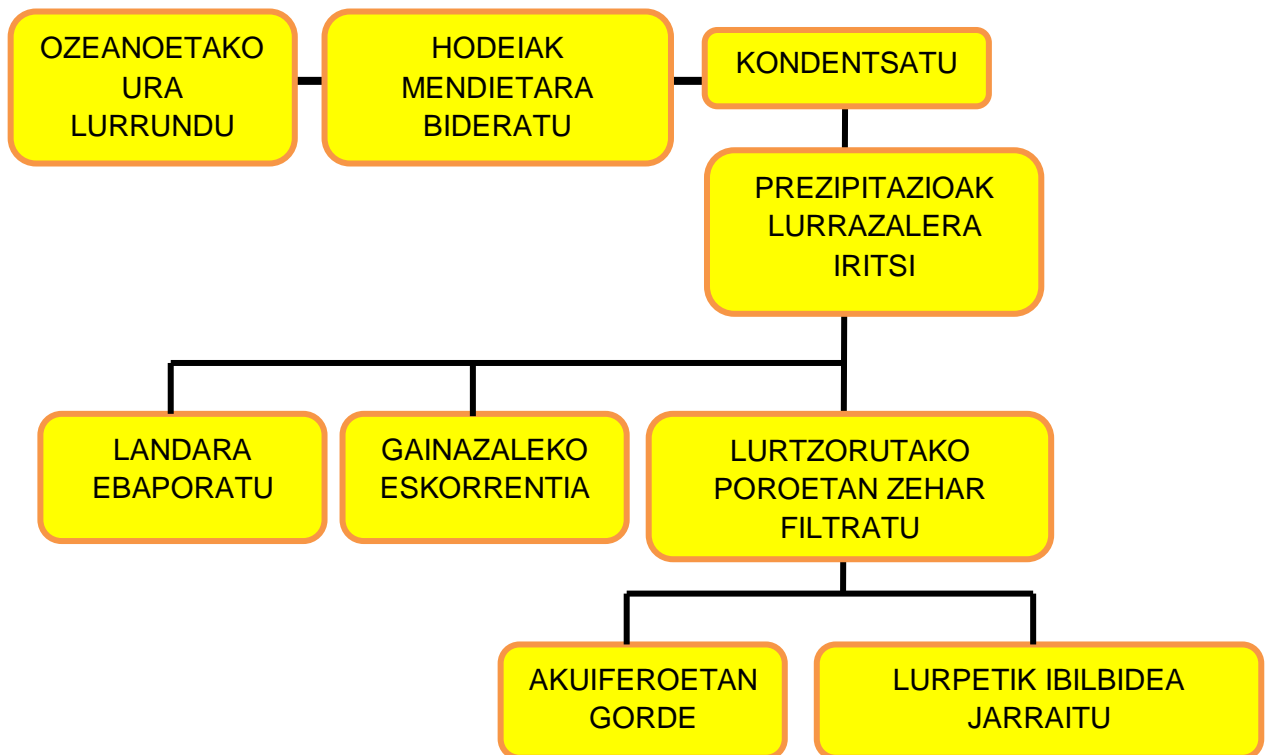 OZEANOETAKO
URA
LURRUNDU
HODEIAK
MENDIETARA
BIDERATU
KONDENTSATU
PREZIPITAZIOAK
LURRAZALERA
IRITSI
LANDARA
EBAPORATU
GAINAZALEKO
ESKORRENTIA
LURTZORUTAKO
POROETAN ZEHAR
FILTRATU
AKUIFEROETAN
GORDE
LURPETIK IBILBIDEA
JARRAITU